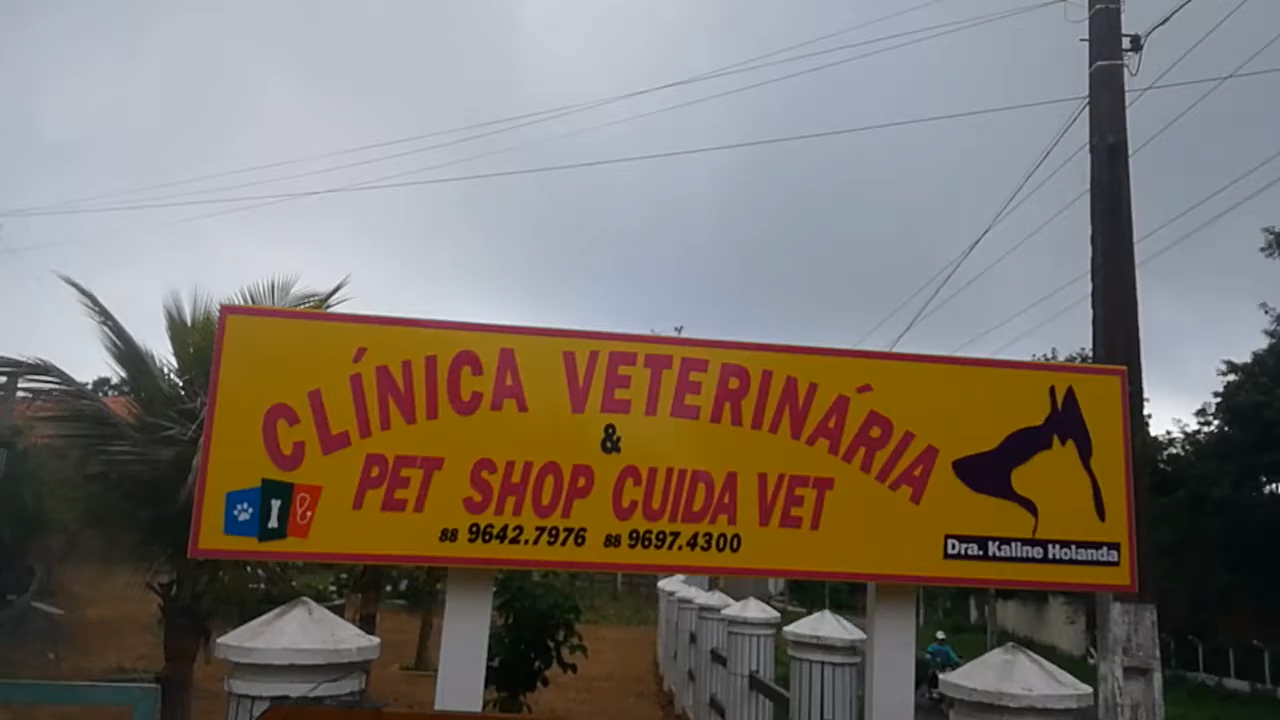 CLÍNICA VETERINÁRIA
&
PET SHOP CUIDA VET
88 9642.7976 88 9697.4300
Dra. Kaline Holanda